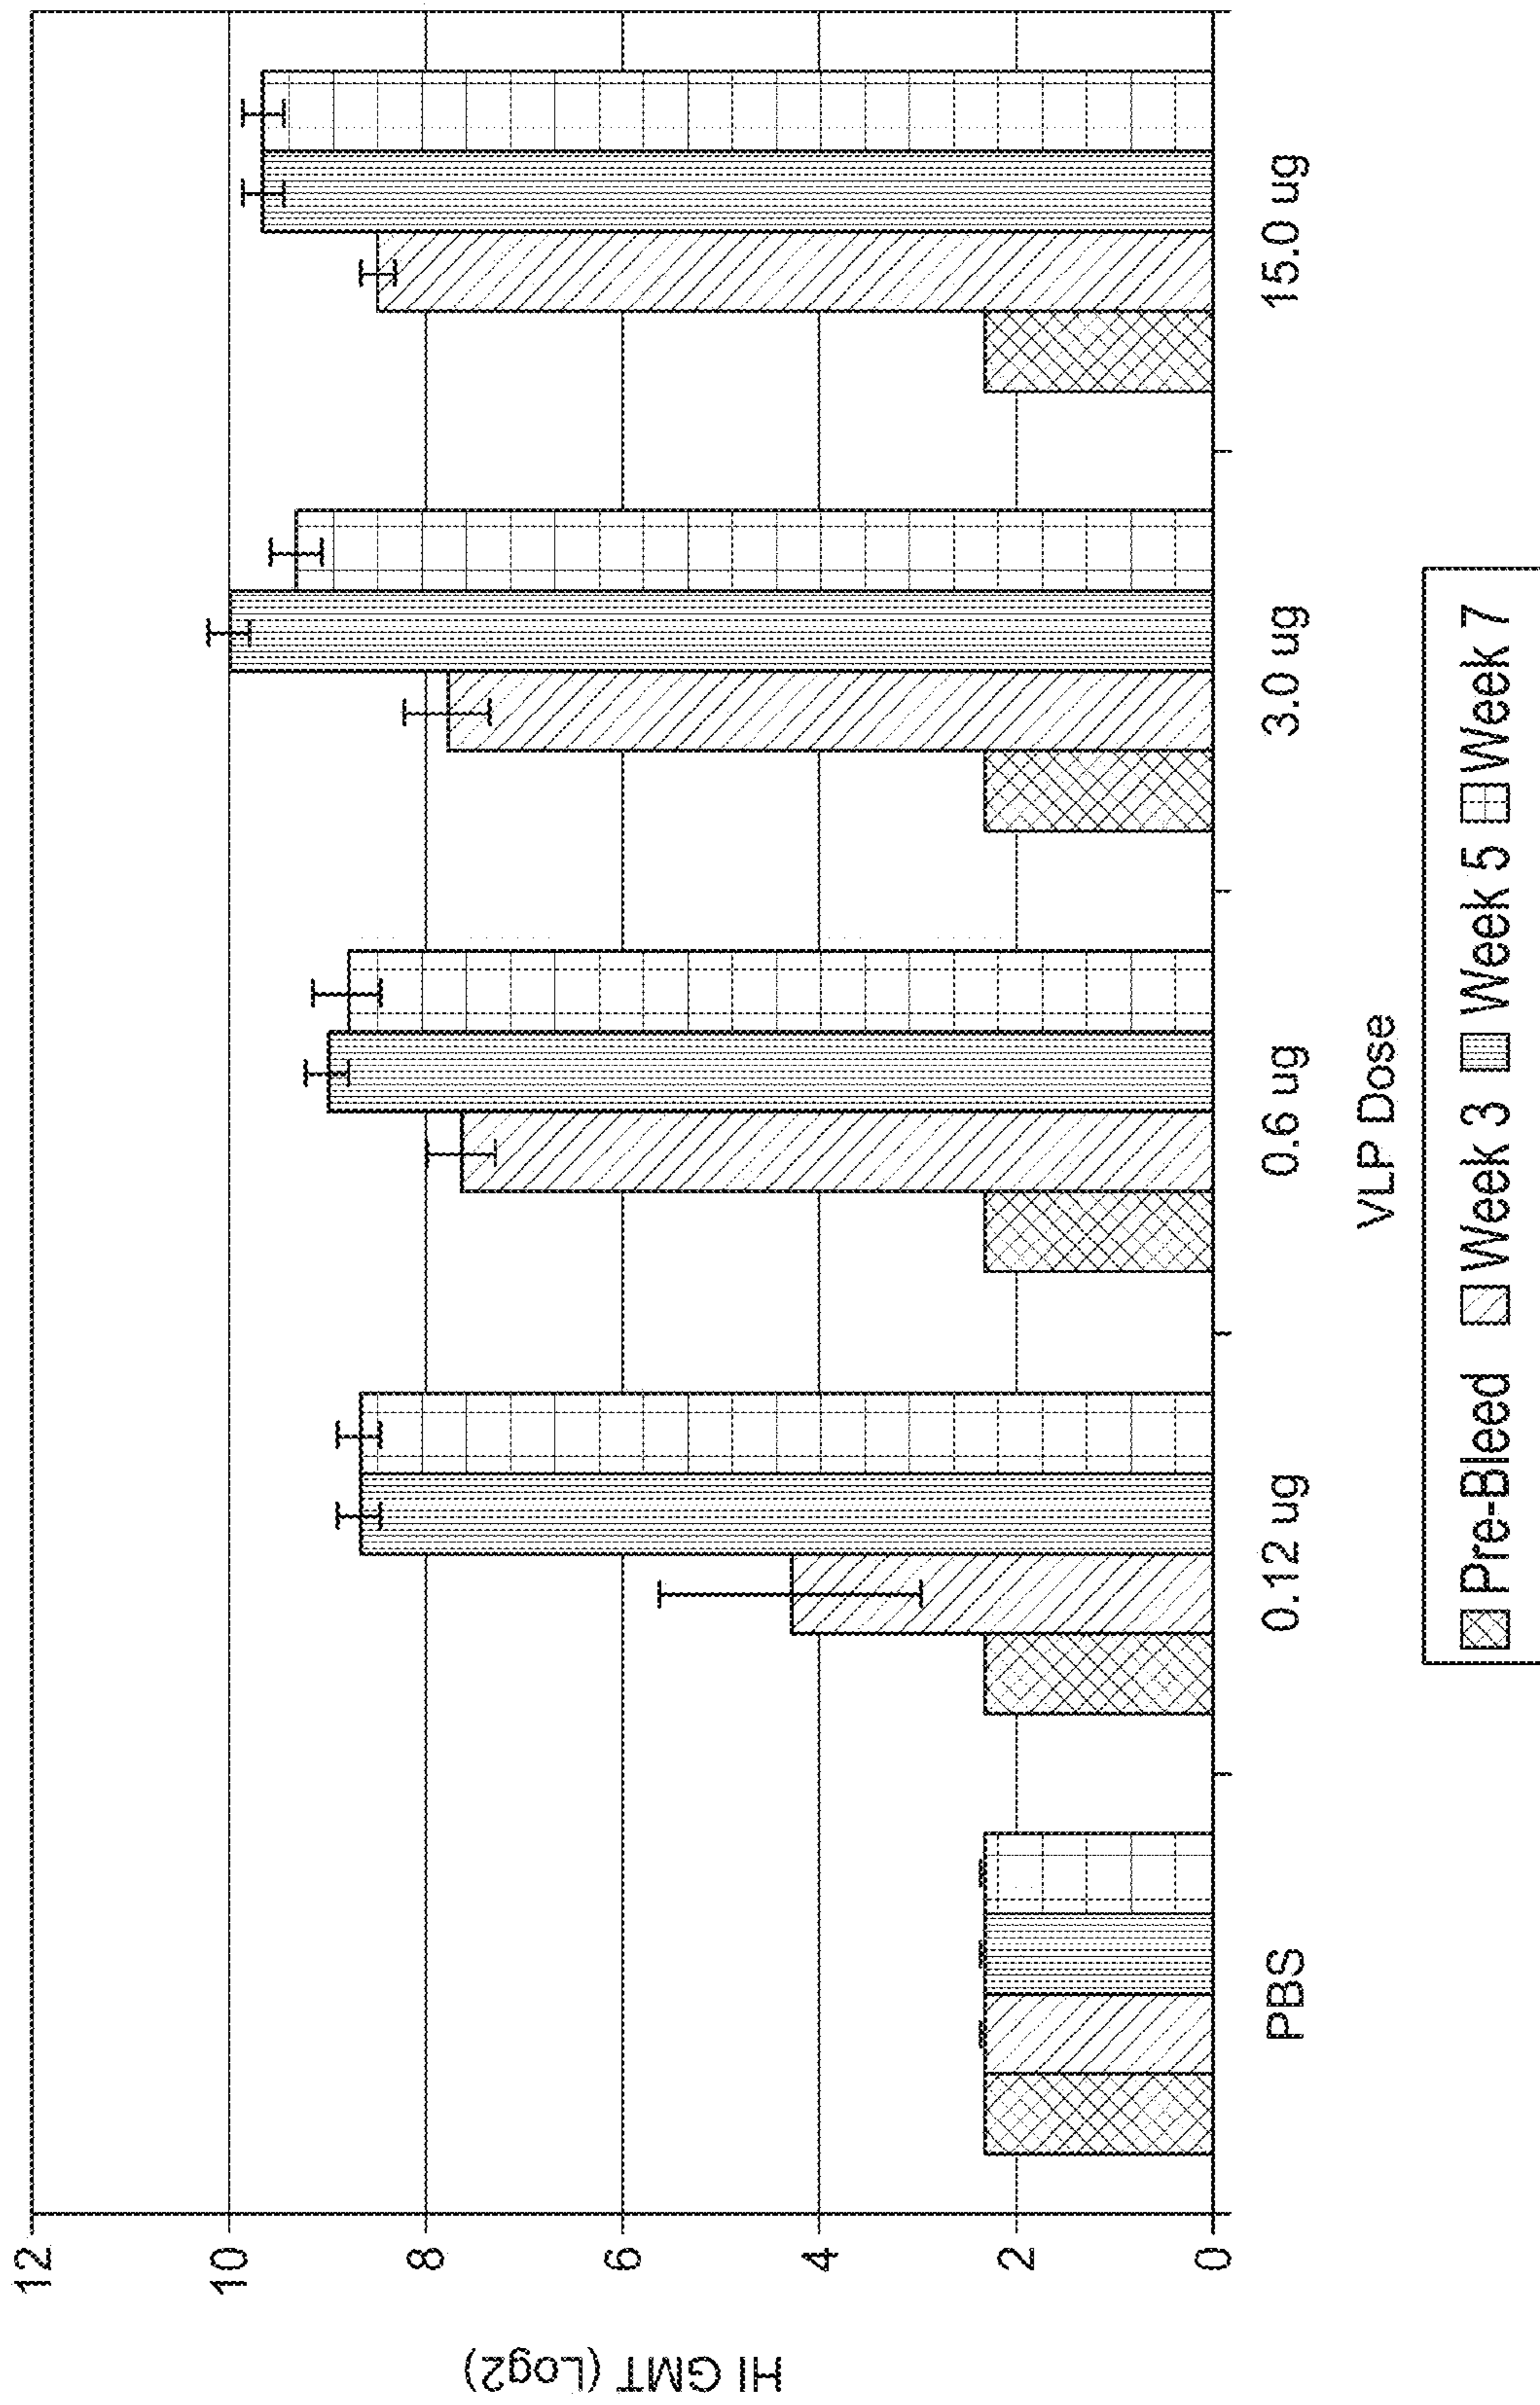 HI GMT (Log2)
12
10
8
6
4
2
0
PBS
0.12 ug
0.6 ug
3.0 ug
15.0 ug
VLP Dose
Pre-Bleed Week 3 Week 5 Week 7